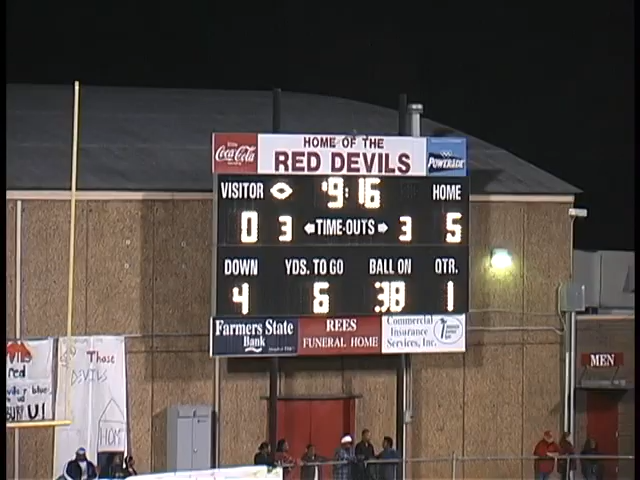 HOME OF THE
Coca-Cola
RED DEVILS
POWERADE
VISITOR 9:16 HOME
0 3 TIME-OUTS 3 5
DOWN YDS. TO GO BALL ON QTR.
4 6 38 1
Farmers State
Bank
REES
FUNERAL HOME
Commercial
Insurance
Services, Inc.
MEN
red
U!
Those
DEVILS
HOM